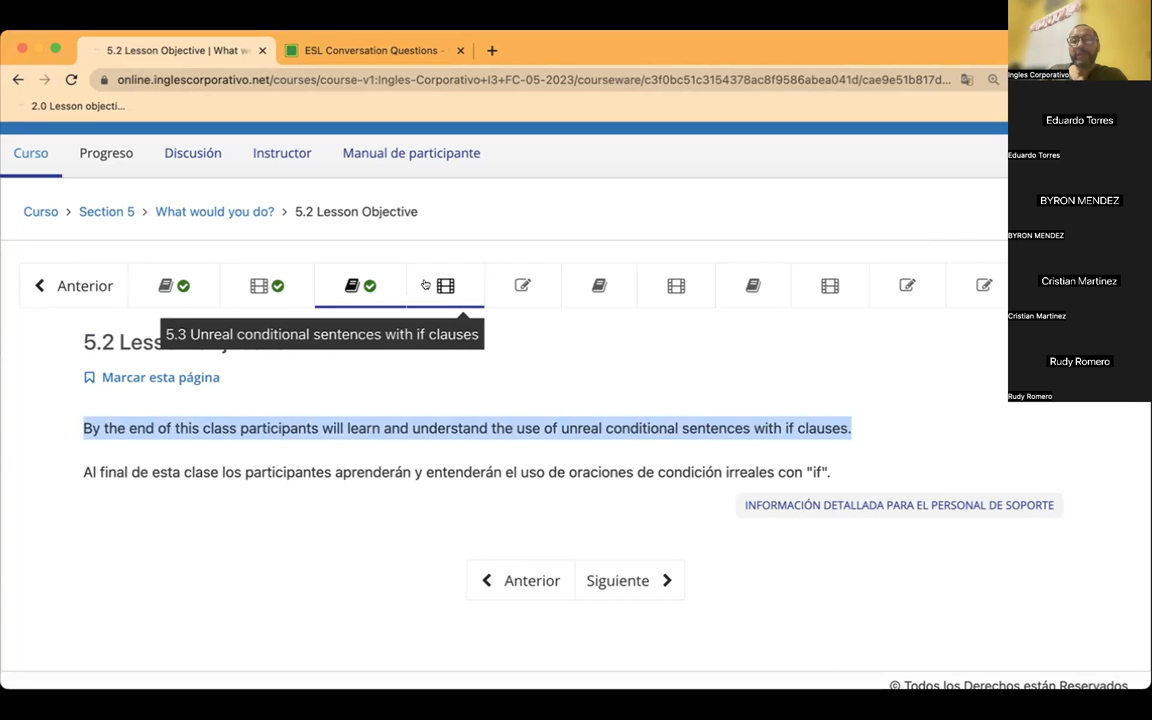 5.2 Lesson Objective | What w
ESL Conversation Questions -
online.inglescorporativo.net/courses/course-v1:Ingles-Corporativo+I3+FC-05-2023/courseware/c3f0bc51c3154378ac8f9586abea041d/cae9e51b817d...
2.0 Lesson objecti...
Curso
Progreso
Discusión
Instructor
Manual de participante
Curso > Section 5 > What would you do? > 5.2 Lesson Objective
Anterior
5.3 Unreal conditional sentences with if clauses
5.2 Less
Marcar esta página
By the end of this class participants will learn and understand the use of unreal conditional sentences with if clauses.
Al final de esta clase los participantes aprenderán y entenderán el uso de oraciones de condición irreales con "if".
INFORMACIÓN DETALLADA PARA EL PERSONAL DE SOPORTE
Anterior
Siguiente
© Todos los Derechos están Reservados
Ingles Corporativo
Eduardo Torres
Eduardo Torres
BYRON MENDEZ
BYRON MENDEZ
Cristian Martinez
Cristian Martinez
Rudy Romero
Rudy Romero